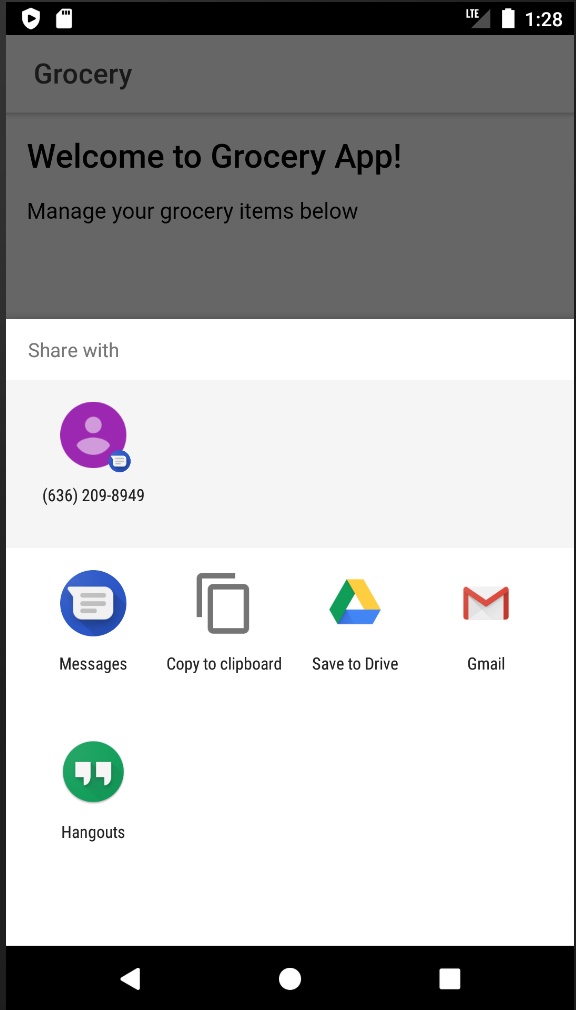 LTE 1:28
Grocery
Welcome to Grocery App!
Manage your grocery items below
Share with
(636) 209-8949
Messages Copy to clipboard Save to Drive Gmail
Hangouts